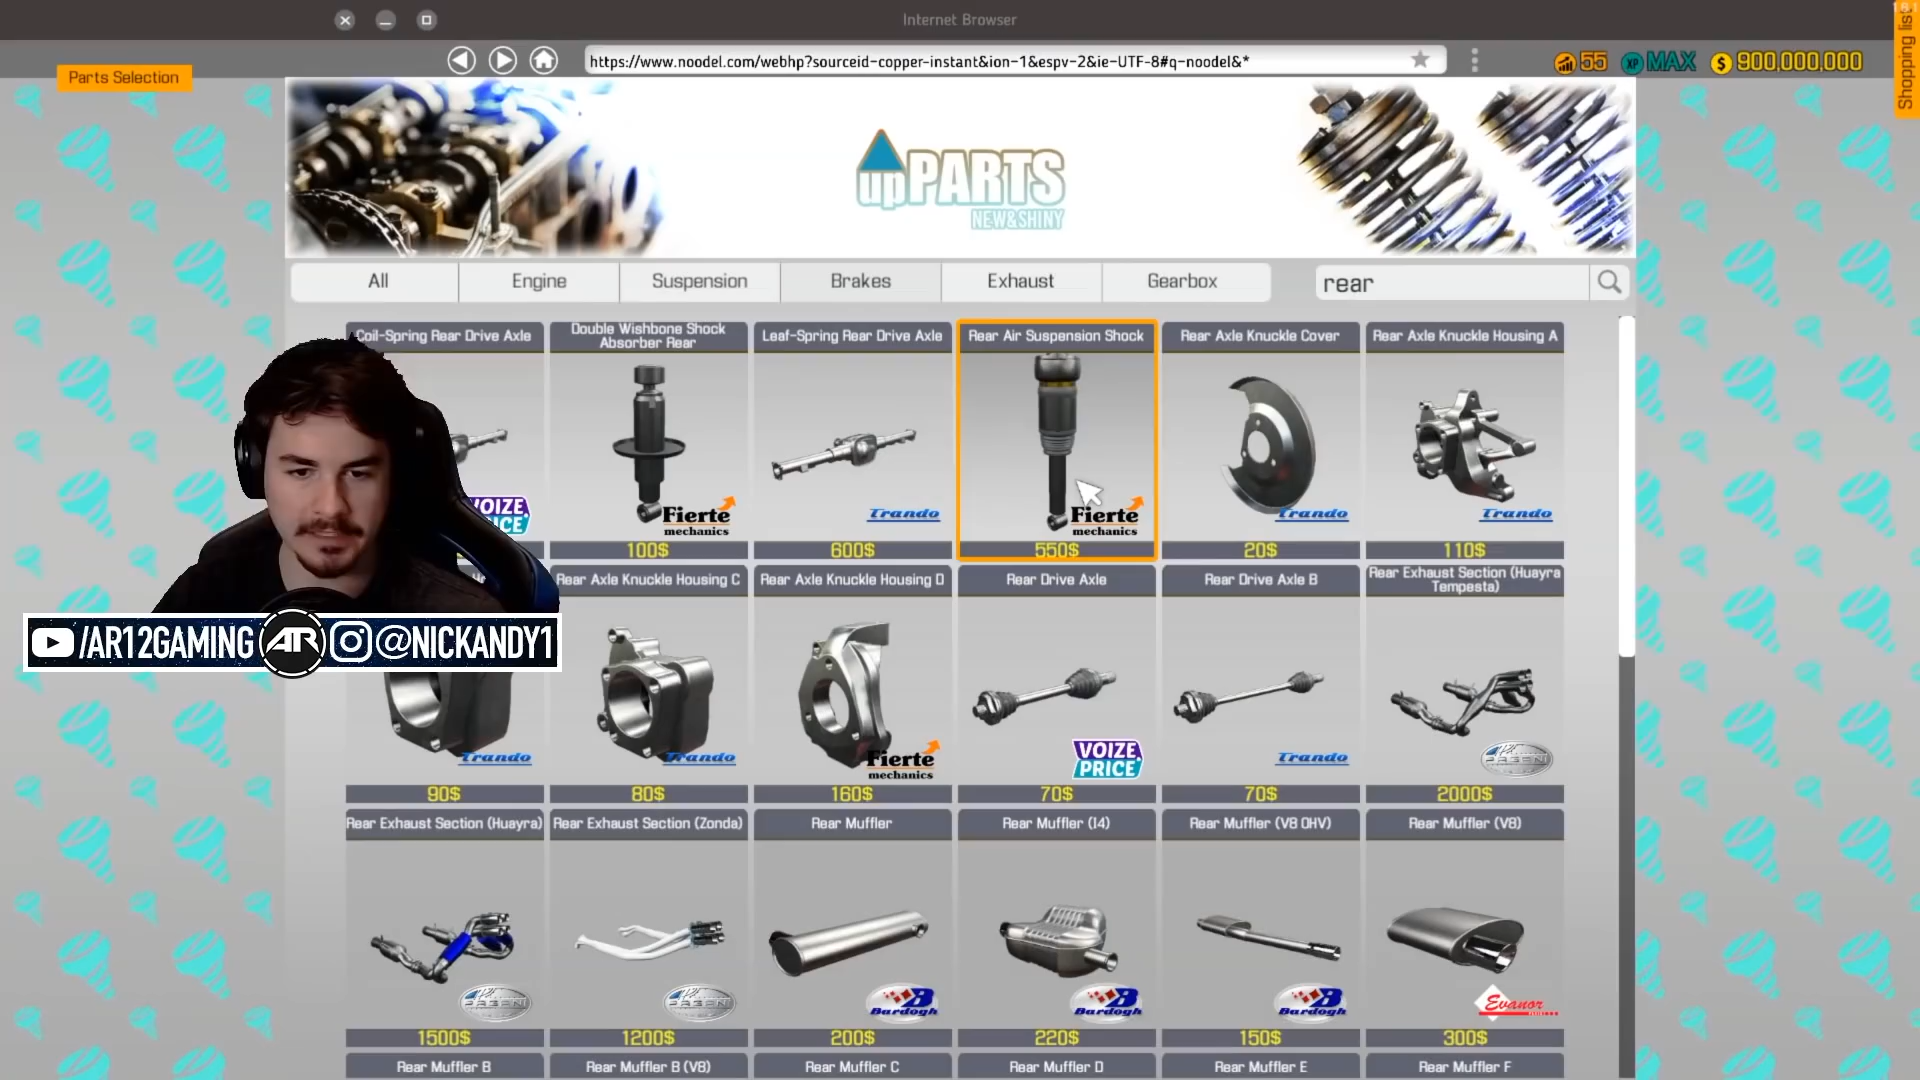 Internet Browser
Shopping list
https://www.noodel.com/webhp?sourceid-copper-instant&ion-1&espv-2&ie-UTF-8#q-noodel&*
55
XP MAX
$ 900,000,000
Parts Selection
upPARTS
NEW&SHINY
All
Engine
Suspension
Brakes
Exhaust
Gearbox
rear
Coil-Spring Rear Drive Axle
Double Wishbone Shock Absorber Rear
Leaf-Spring Rear Drive Axle
Rear Air Suspension Shock
Rear Axle Knuckle Cover
Rear Axle Knuckle Housing A
Fierte mechanics
Trando
Fierte mechanics
Trando
Trando
100$
600$
550$
20$
110$
Rear Axle Knuckle Housing C
Rear Axle Knuckle Housing D
Rear Drive Axle
Rear Drive Axle B
Rear Exhaust Section (Huayra Tempesta)
/AR12GAMING AR @NICKANDY1
Trando
Trando
Fierte mechanics
VOIZE PRICE
Trando
PAGANI
90$
80$
160$
70$
70$
2000$
Rear Exhaust Section (Huayra)
Rear Exhaust Section (Zonda)
Rear Muffler
Rear Muffler (I4)
Rear Muffler (V8 OHV)
Rear Muffler (V8)
PAGANI
PAGANI
Bardogh
Bardogh
Bardogh
Evanor
1500$
1200$
200$
220$
150$
300$
Rear Muffler B
Rear Muffler B (V8)
Rear Muffler C
Rear Muffler D
Rear Muffler E
Rear Muffler F